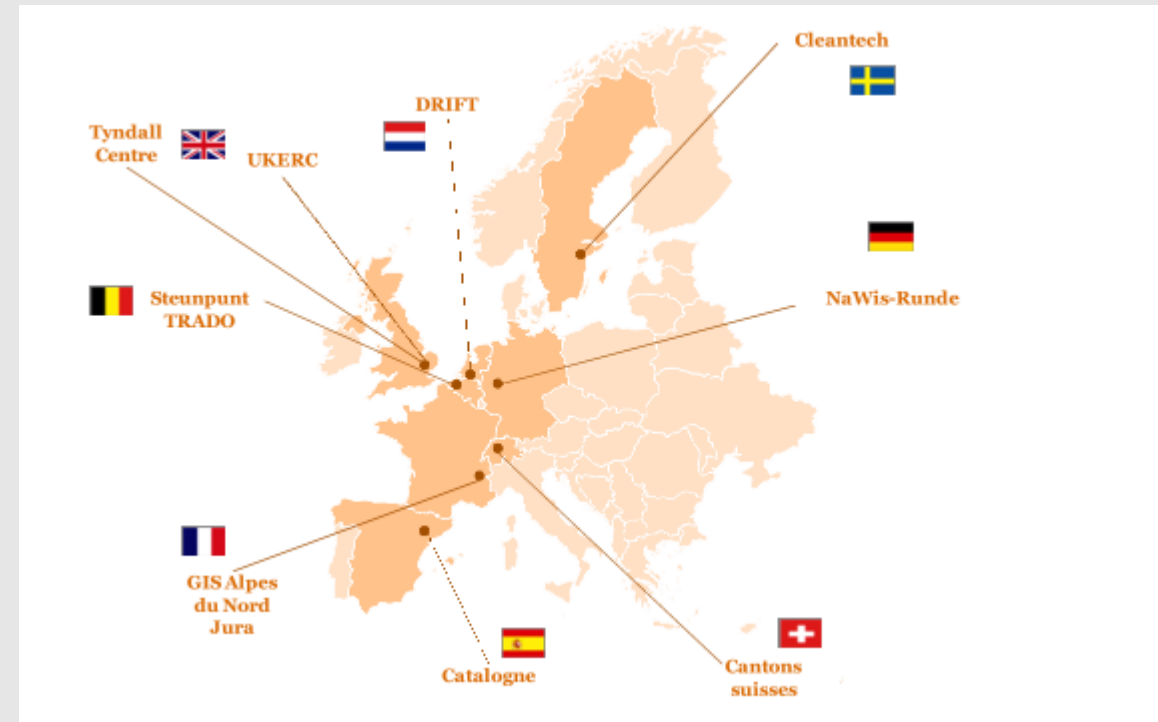 Cleantech
DRIFT
Tyndall
Centre
UKERC
Steunpunt
TRADO
NaWis-Runde
GIS Alpes
du Nord
Jura
Catalogne
Cantons
suisses